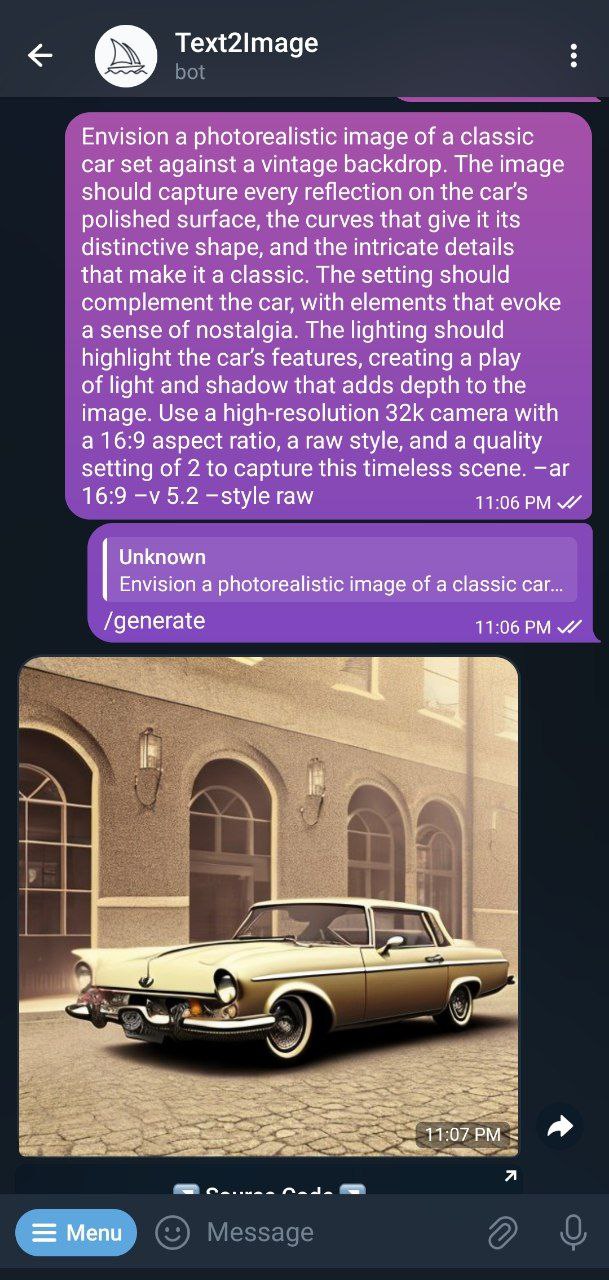 Text2Image
bot
Envision a photorealistic image of a classic
car set against a vintage backdrop. The image
should capture every reflection on the car's
polished surface, the curves that give it its
distinctive shape, and the intricate details
that make it a classic. The setting should
complement the car, with elements that evoke
a sense of nostalgia. The lighting should
highlight the car's features, creating a play
of light and shadow that adds depth to the
image. Use a high-resolution 32k camera with
a 16:9 aspect ratio, a raw style, and a quality
setting of 2 to capture this timeless scene. –ar
16:9 –v 5.2 –style raw
11:06 PM
Unknown
Envision a photorealistic image of a classic car...
/generate
11:06 PM
11:07 PM
Source Code
Menu
Message